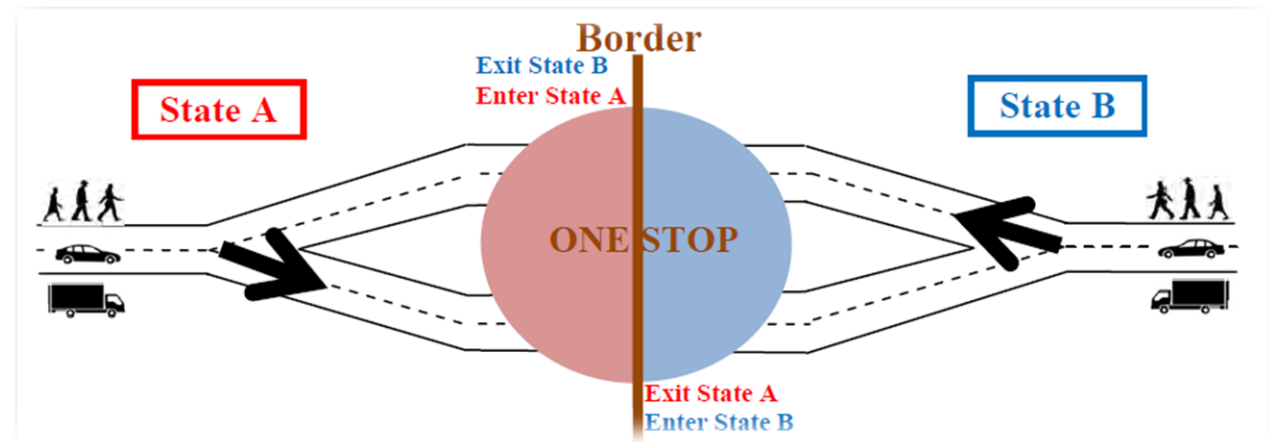 Border
Exit State B
Enter State A
State A
State B
ONE STOP
Exit State A
Enter State B